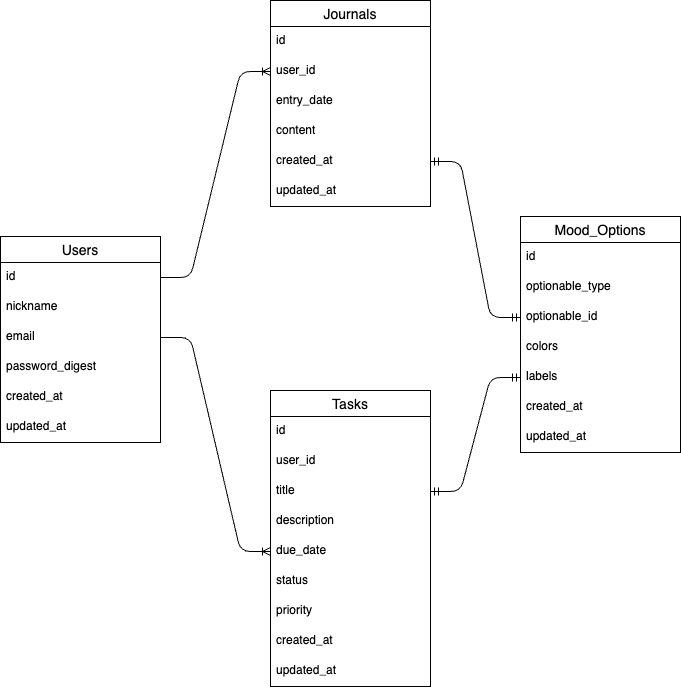 Journals
id
user_id
entry_date
content
created_at
updated_at
Users
id
nickname
email
password_digest
created_at
updated_at
Mood_Options
id
optionable_type
optionable_id
colors
labels
created_at
updated_at
Tasks
id
user_id
title
description
due_date
status
priority
created_at
updated_at